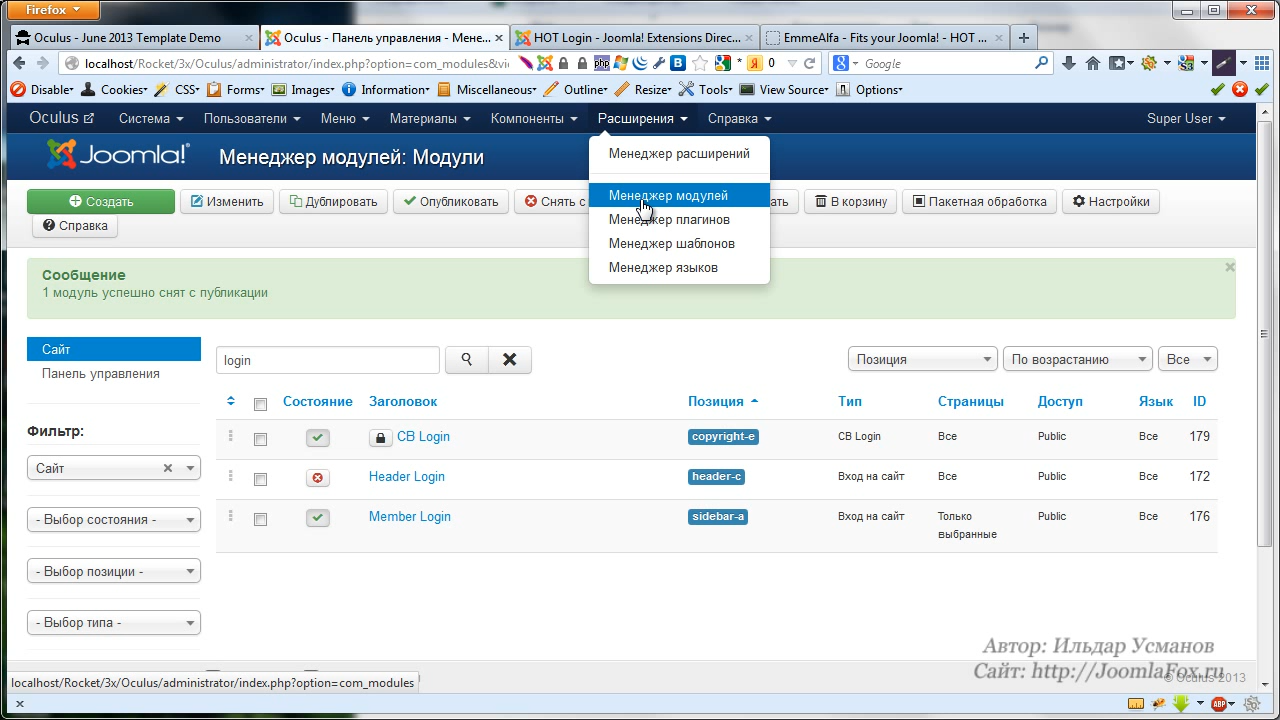 Firefox
Oculus - June 2013 Template Demo
Oculus - Панель управления - Мене...
HOT Login - Joomla! Extensions Direc...
EmmeAlfa - Fits your Joomla! - HOT ...
localhost/Rocket/3x/Oculus/administrator/index.php?option=com_modules&v
php
0
Google
Disable
Cookies
CSS
Forms
Images
Information
Miscellaneous
Outline
Resize
Tools
View Source
Options
Oculus
Система
Пользователи
Меню
Материалы
Компоненты
Расширения
Справка
Super User
Joomla!
Менеджер модулей: Модули
Менеджер расширений
Менеджер модулей
Менеджер плагинов
Менеджер шаблонов
Менеджер языков
Создать
Изменить
Дублировать
Опубликовать
Снять с
ать
В корзину
Пакетная обработка
Настройки
Справка
Сообщение
1 модуль успешно снят с публикации
Сайт
Панель управления
login
Позиция
По возрастанию
Все
Состояние
Заголовок
Позиция
Тип
Страницы
Доступ
Язык
ID
Фильтр:
CB Login
copyright-e
CB Login
Все
Public
Все
179
Сайт
Header Login
header-c
Вход на сайт
Все
Public
Все
172
- Выбор состояния -
Member Login
sidebar-a
Вход на сайт
Только выбранные
Public
Все
176
- Выбор позиции -
- Выбор типа -
Автор: Ильдар Усманов
Сайт: http://JoomlaFox.ru
© Oculus 2013
localhost/Rocket/3x/Oculus/administrator/index.php?option=com_modules
ABP